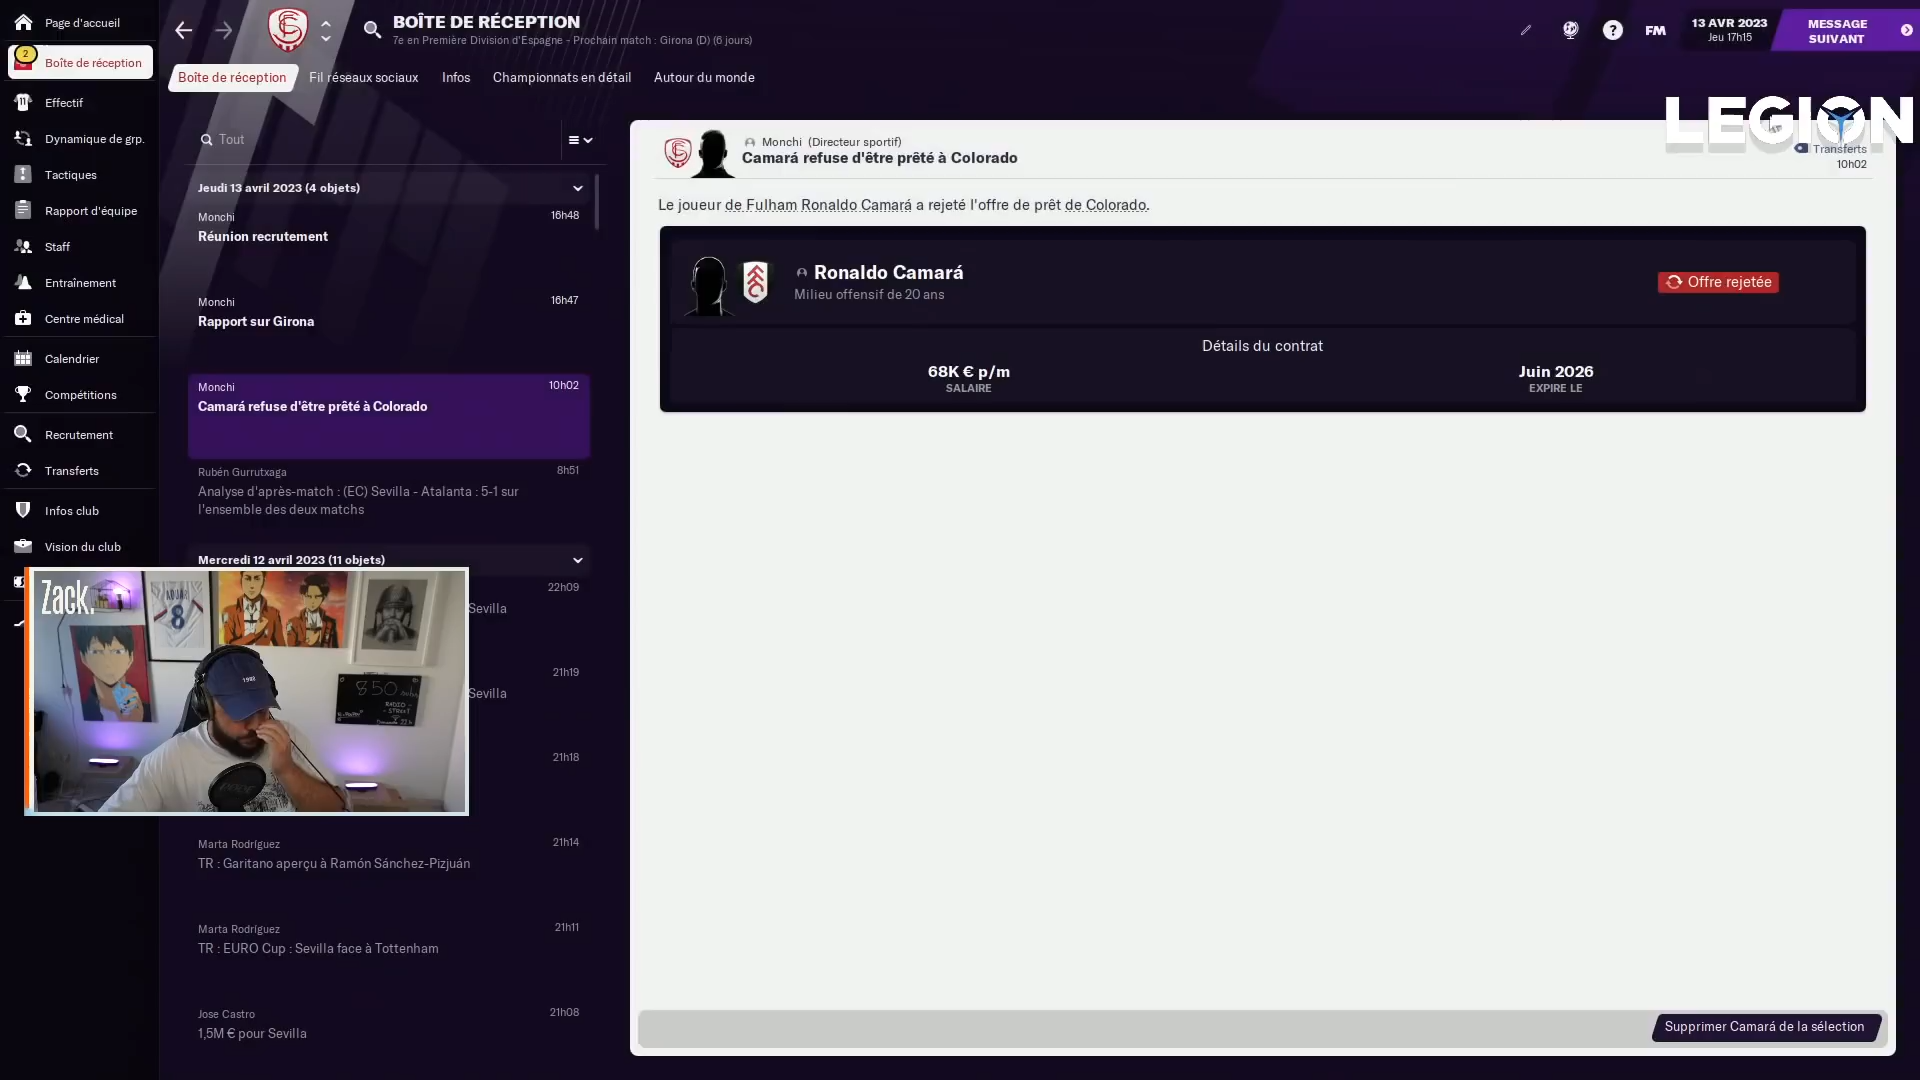 Page d'accueil
2
Boîte de réception
Effectif
Dynamique de grp.
Tactiques
Rapport d'équipe
Staff
Entraînement
Centre médical
Calendrier
Compétitions
Recrutement
Transferts
Infos club
Vision du club
BOÎTE DE RÉCEPTION
7e en Première Division d'Espagne - Prochain match : Girona (D) (6 jours)
FM
13 AVR 2023
Jeu 17h15
MESSAGE
SUIVANT
Boîte de réception
Fil réseaux sociaux
Infos
Championnats en détail
Autour du monde
LEGION
Tout
Jeudi 13 avril 2023 (4 objets)
Monchi 16h48
Réunion recrutement
Monchi 16h47
Rapport sur Girona
Monchi 10h02
Camará refuse d'être prêté à Colorado
Rubén Gurrutxaga 8h51
Analyse d'après-match : (EC) Sevilla - Atalanta : 5-1 sur
l'ensemble des deux matchs
Mercredi 12 avril 2023 (11 objets)
22h09
Sevilla
21h19
Sevilla
21h18
Marta Rodríguez 21h14
TR : Garitano aperçu à Ramón Sánchez-Pizjuán
Marta Rodríguez 21h11
TR : EURO Cup : Sevilla face à Tottenham
Jose Castro 21h08
1,5M € pour Sevilla
Monchi (Directeur sportif)
Camará refuse d'être prêté à Colorado
Transferts
10h02
Le joueur de Fulham Ronaldo Camará a rejeté l'offre de prêt de Colorado.
Ronaldo Camará
Milieu offensif de 20 ans
Offre rejetée
Détails du contrat
68K € p/m
SALAIRE
Juin 2026
EXPIRE LE
Supprimer Camará de la sélection
Zack.
AOUAR
8
850
RADIO -
- STREET